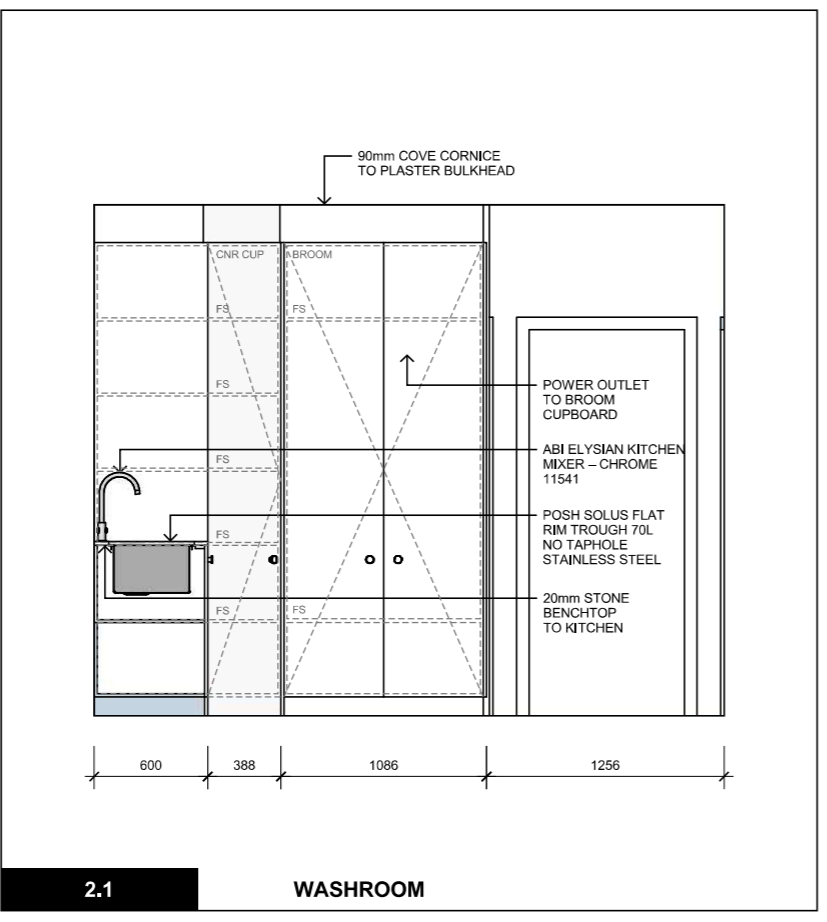 90mm COVE CORNICE
TO PLASTER BULKHEAD
CNR CUP
BROOM
FS
FS
FS
FS
FS
FS
FS
POWER OUTLET
TO BROOM
CUPBOARD
ABI ELYSIAN KITCHEN
MIXER – CHROME
11541
POSH SOLUS FLAT
RIM TROUGH 70L
NO TAPHOLE
STAINLESS STEEL
20mm STONE
BENCHTOP
TO KITCHEN
600
388
1086
1256
2.1
WASHROOM